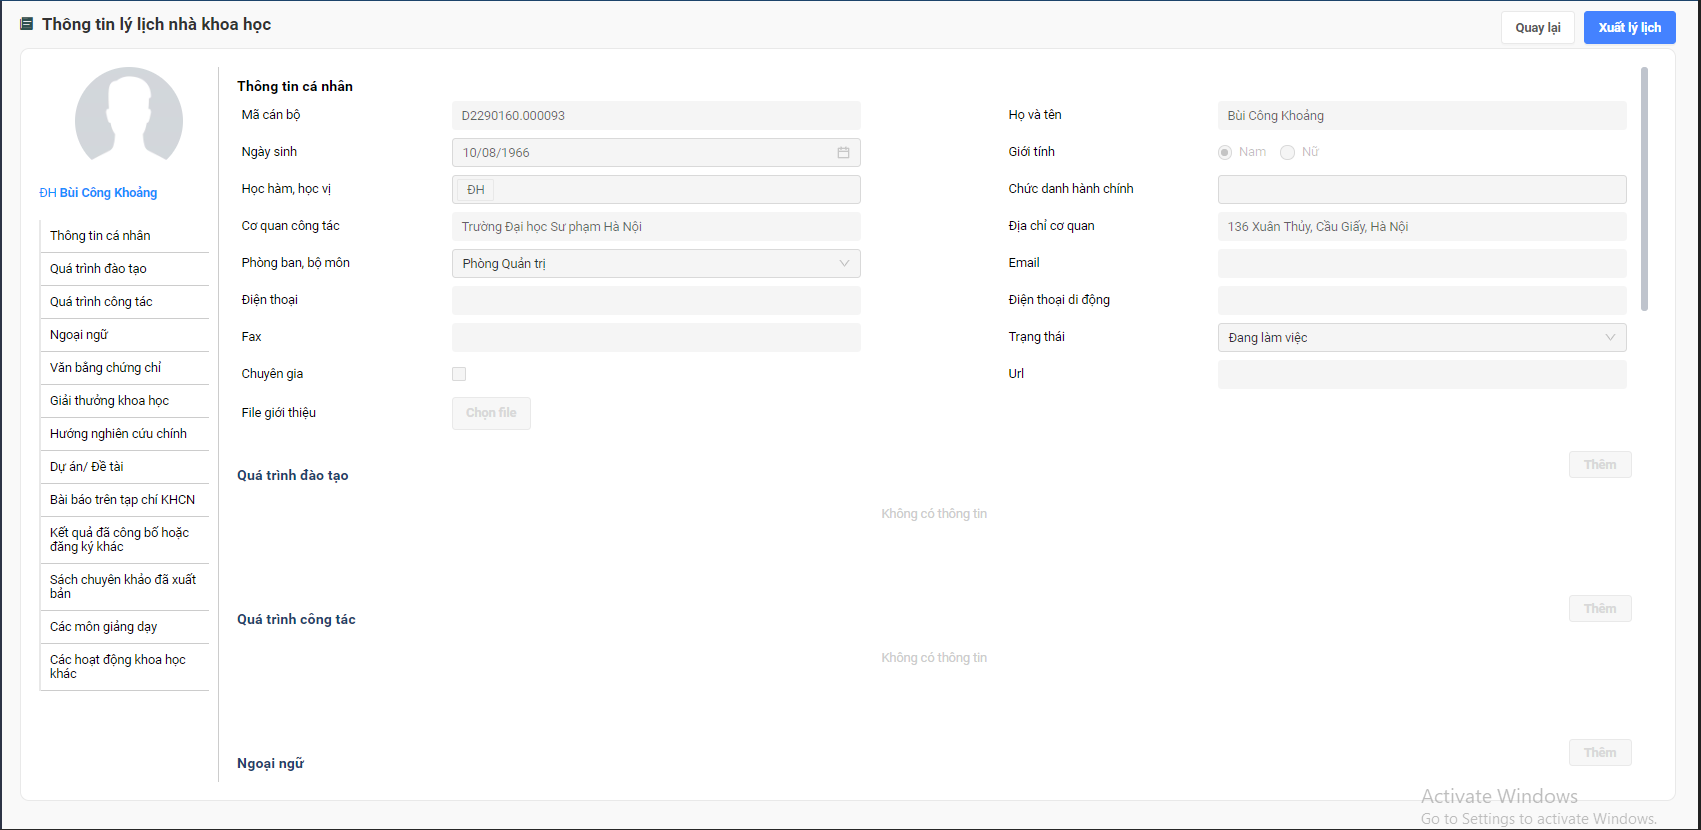 Thông tin lý lịch nhà khoa học
Quay lại
Xuất lý lịch
ĐH Bùi Công Khoảng
Thông tin cá nhân
Quá trình đào tạo
Quá trình công tác
Ngoại ngữ
Văn bằng chứng chỉ
Giải thưởng khoa học
Hướng nghiên cứu chính
Dự án/ Đề tài
Bài báo trên tạp chí KHCN
Kết quả đã công bố hoặc
đăng ký khác
Sách chuyên khảo đã xuất
bản
Các môn giảng dạy
Các hoạt động khoa học
khác
Thông tin cá nhân
Mã cán bộ D2290160.000093 Họ và tên Bùi Công Khoảng
Ngày sinh 10/08/1966 Giới tính Nam Nữ
Học hàm, học vị ĐH Chức danh hành chính
Cơ quan công tác Trường Đại học Sư phạm Hà Nội Địa chỉ cơ quan 136 Xuân Thủy, Cầu Giấy, Hà Nội
Phòng ban, bộ môn Phòng Quản trị Email
Điện thoại Điện thoại di động
Fax Trạng thái Đang làm việc
Chuyên gia Url
File giới thiệu Chọn file
Quá trình đào tạo Thêm
Không có thông tin
Quá trình công tác Thêm
Không có thông tin
Ngoại ngữ Thêm
Activate Windows
Go to Settings to activate Windows.